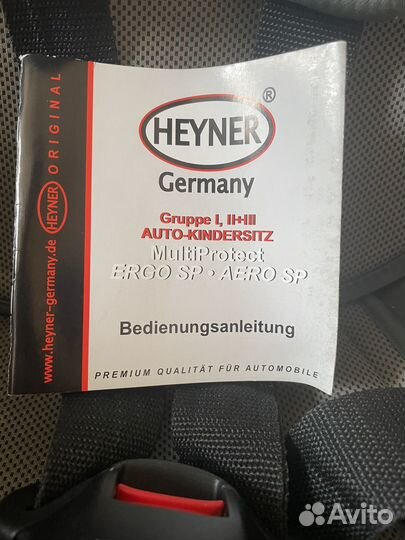 HEYNER®
Germany
Gruppe I, II+III
AUTO-KINDERSITZ
MultiProtect
ERGO SP • AERO SP
Bedienungsanleitung
PREMIUM QUALITÄT FÜR AUTOMOBILE
www.heyner-germany.de HEYNER ORIGINAL
Avito